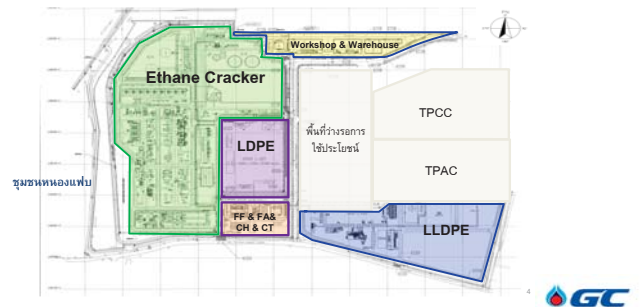 Workshop & Warehouse
Ethane Cracker
LDPE
พื้นที่ว่างรอการ
ใช้ประโยชน์
TPCC
TPAC
ชุมชนหนองแฟบ
FF & FA&
CH & CT
LLDPE
4
GC